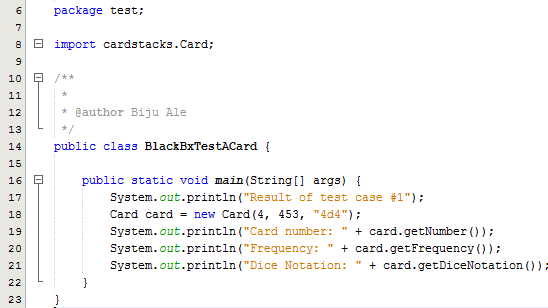 6 package test;
7
8 import cardstacks.Card;
9
10 /**
11 *
12 * @author Biju Ale
13 */
14 public class BlackBxTestACard {
15
16 public static void main(String[] args) {
17 System.out.println("Result of test case #1");
18 Card card = new Card(4, 453, "4d4");
19 System.out.println("Card number: " + card.getNumber());
20 System.out.println("Frequency: " + card.getFrequency());
21 System.out.println("Dice Notation: " + card.getDiceNotation());
22 }
23 }